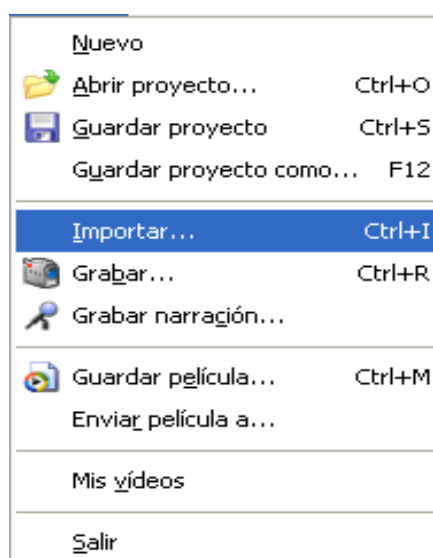 Nuevo
Abrir proyecto... Ctrl+O
Guardar proyecto Ctrl+S
Guardar proyecto como... F12
Importar... Ctrl+I
Grabar... Ctrl+R
Grabar narración...
Guardar película... Ctrl+M
Enviar película a...
Mis vídeos
Salir